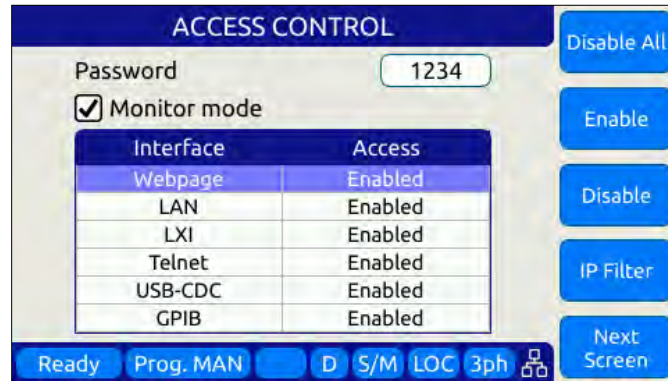 ACCESS CONTROL
Password 1234
Monitor mode
Interface Access
Webpage Enabled
LAN Enabled
LXI Enabled
Telnet Enabled
USB-CDC Enabled
GPIB Enabled
Ready Prog. MAN D S/M LOC 3ph
Disable All
Enable
Disable
IP Filter
Next
Screen